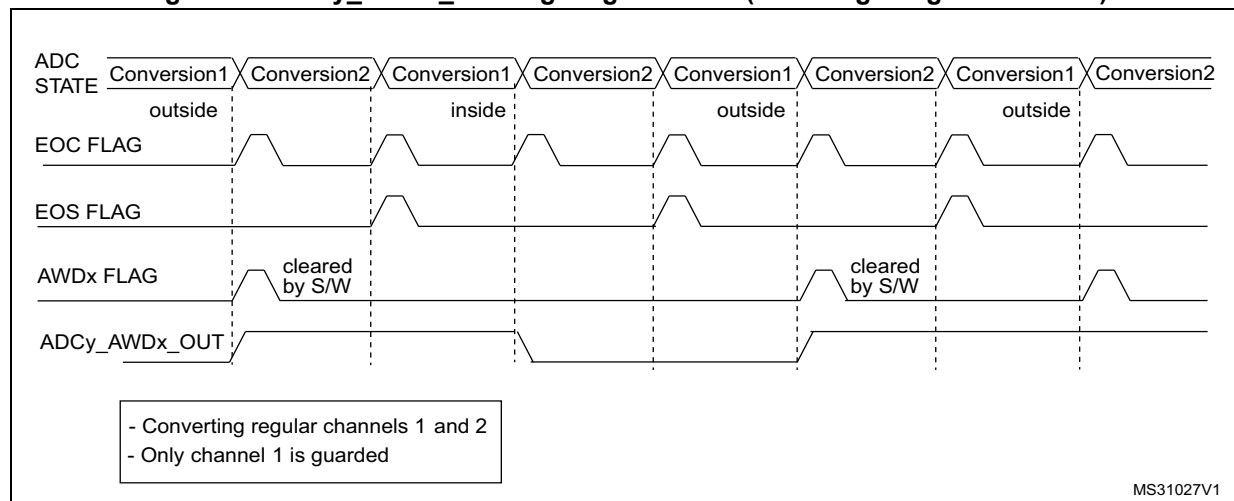 ADC
STATE
Conversion1 Conversion2 Conversion1 Conversion2 Conversion1 Conversion2 Conversion1 Conversion2
outside inside outside outside
EOC FLAG
EOS FLAG
AWDx FLAG
cleared
by S/W
cleared
by S/W
ADCy_AWDx_OUT
- Converting regular channels 1 and 2
- Only channel 1 is guarded
MS31027V1